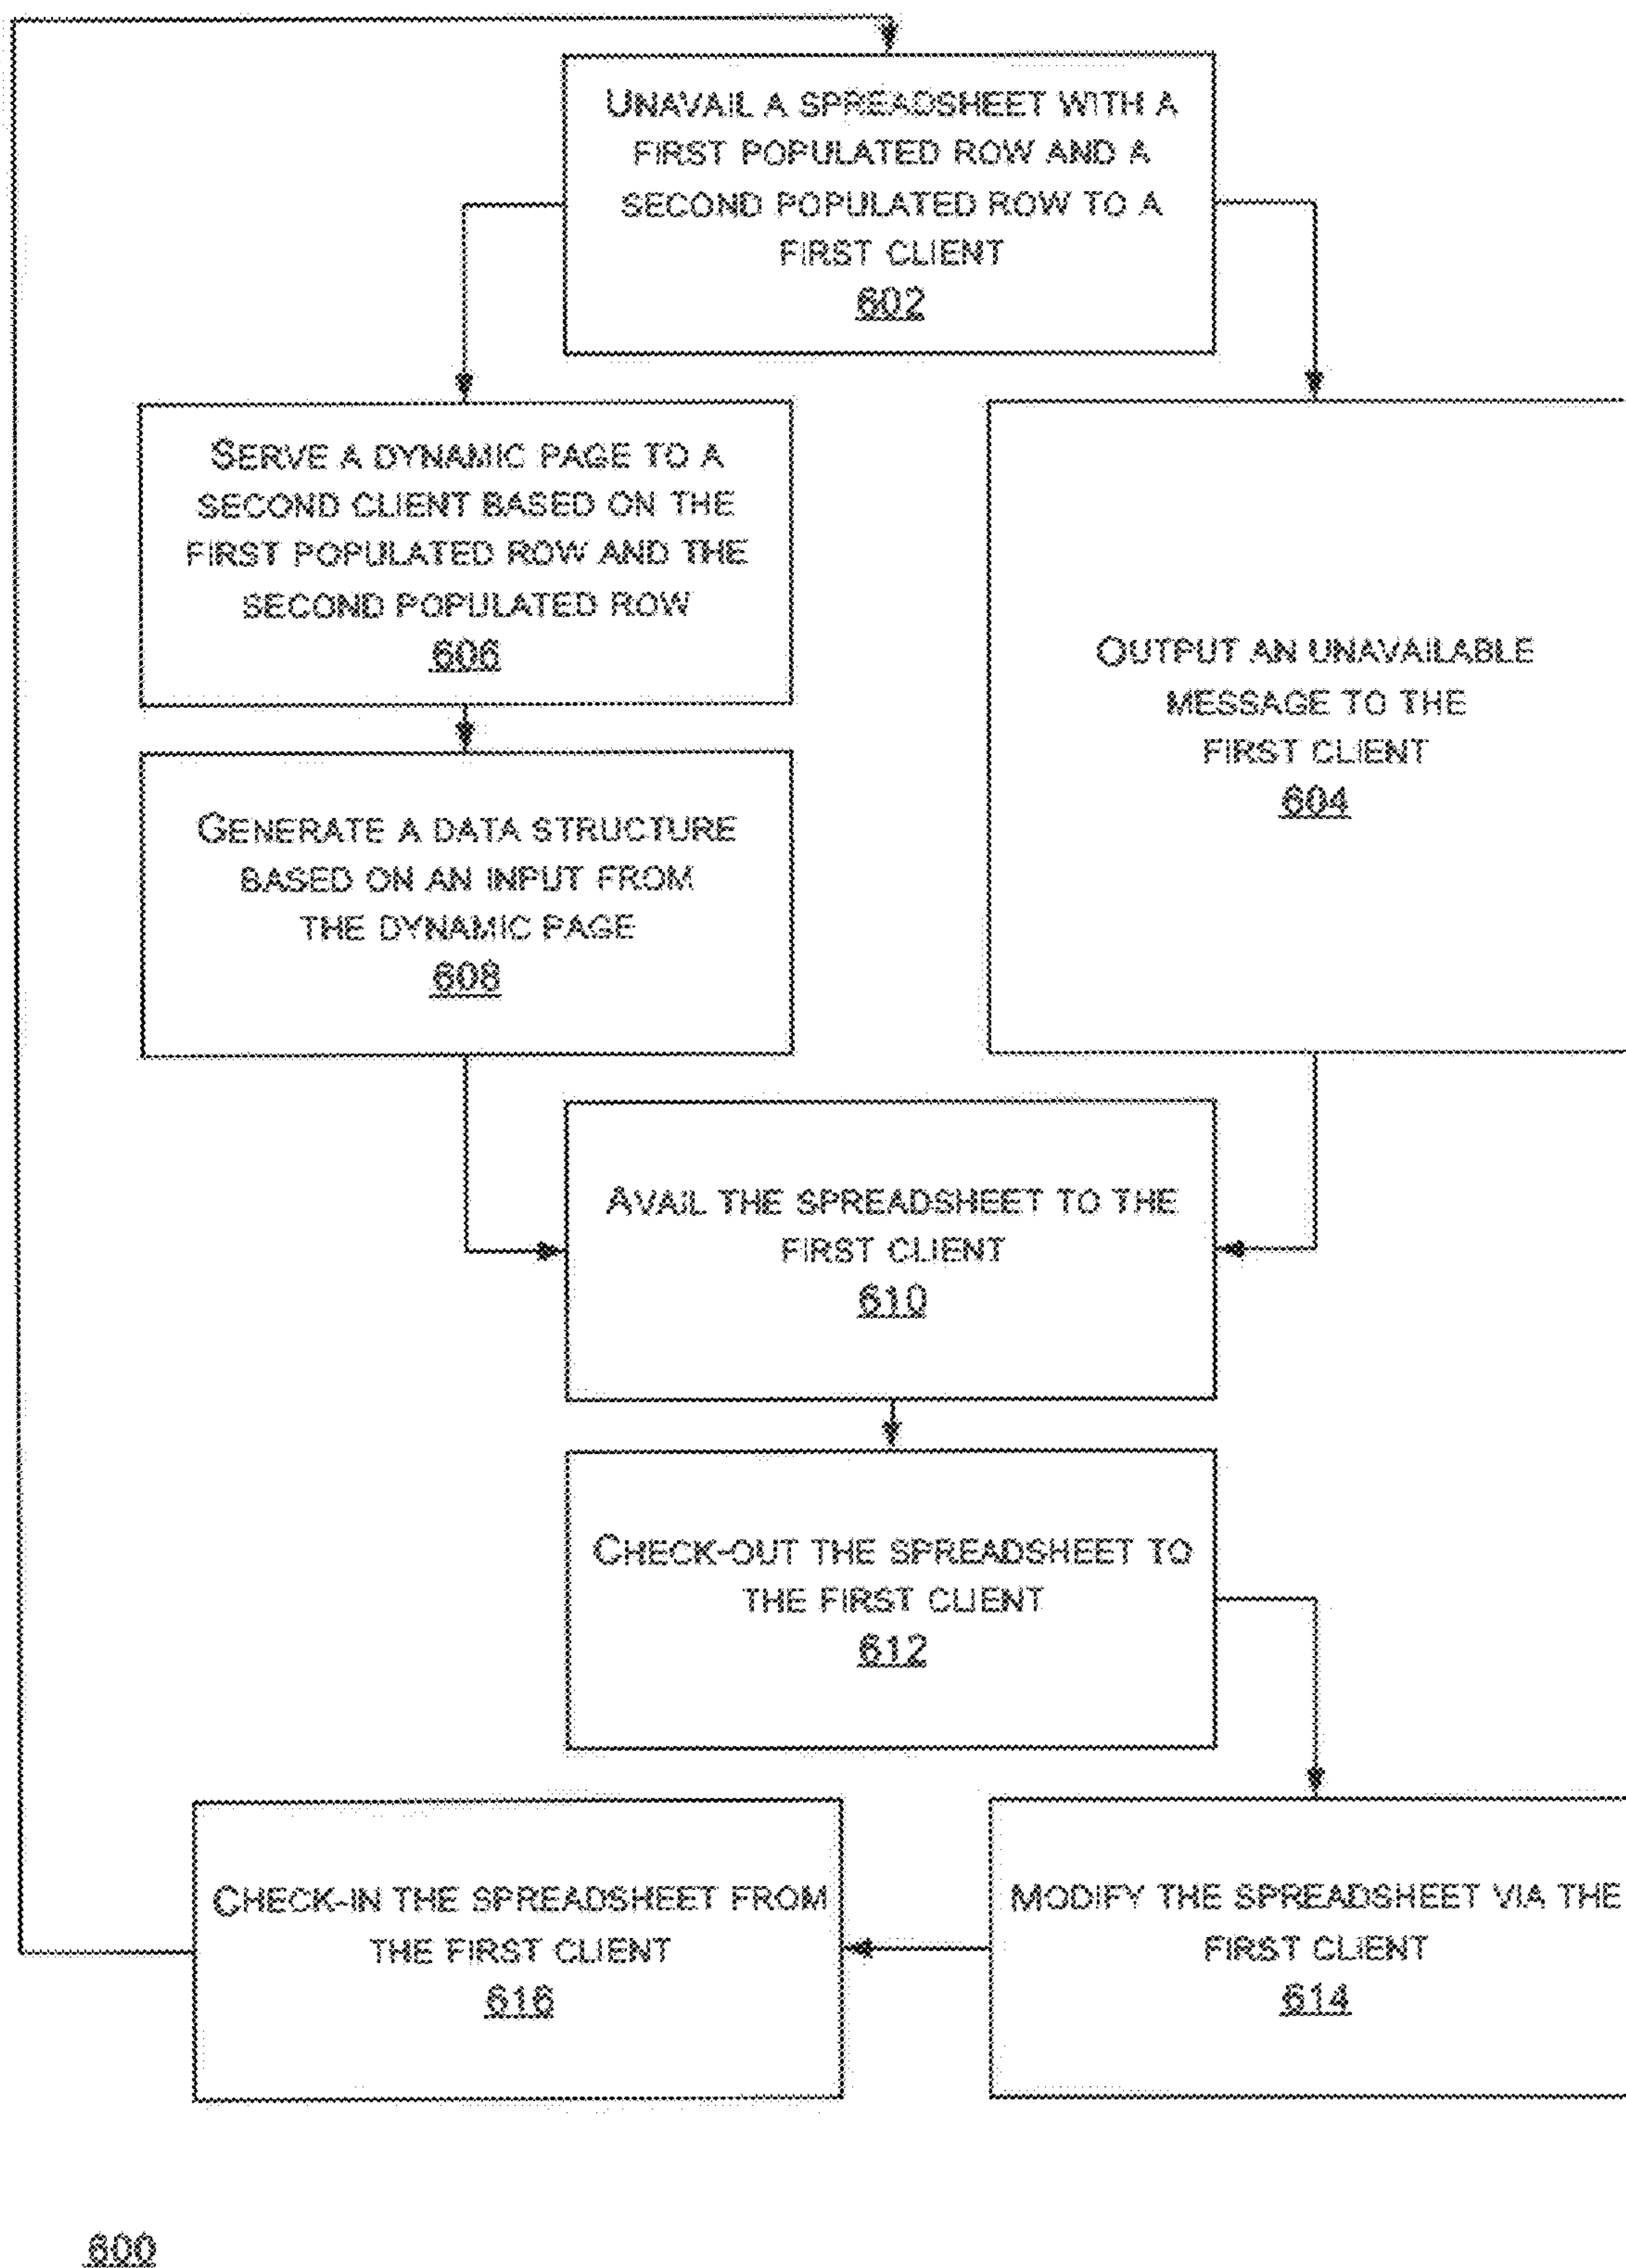 UNAVAIL A SPREADSHEET WITH A
FIRST POPULATED ROW AND A
SECOND POPULATED ROW TO A
FIRST CLIENT
602
SERVE A DYNAMIC PAGE TO A
SECOND CLIENT BASED ON THE
FIRST POPULATED ROW AND THE
SECOND POPULATED ROW
606
OUTPUT AN UNAVAILABLE
MESSAGE TO THE
FIRST CLIENT
604
GENERATE A DATA STRUCTURE
BASED ON AN INPUT FROM
THE DYNAMIC PAGE
608
AVAIL THE SPREADSHEET TO THE
FIRST CLIENT
610
CHECK-OUT THE SPREADSHEET TO
THE FIRST CLIENT
612
CHECK-IN THE SPREADSHEET FROM
THE FIRST CLIENT
616
MODIFY THE SPREADSHEET VIA THE
FIRST CLIENT
614
600